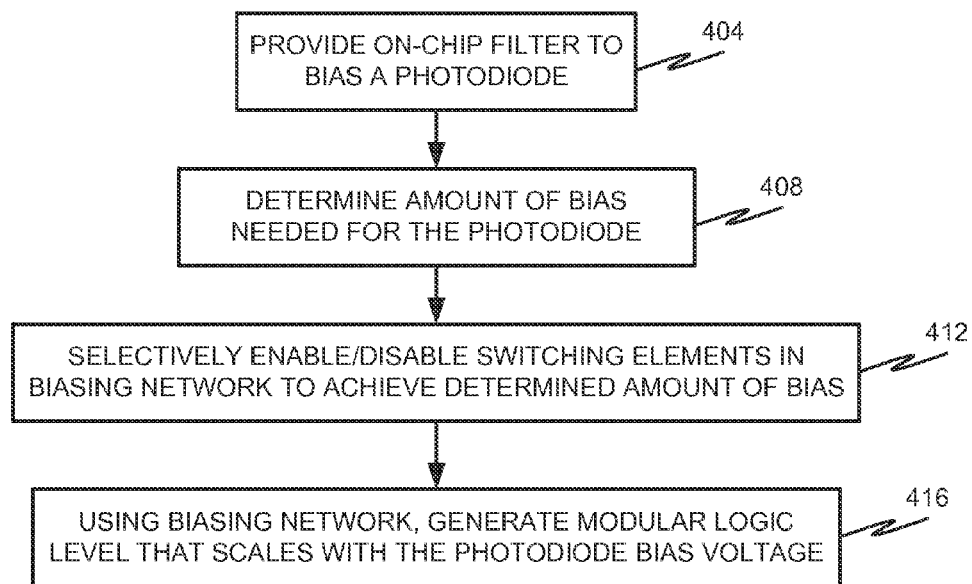 PROVIDE ON-CHIP FILTER TO
BIAS A PHOTODIODE
404
DETERMINE AMOUNT OF BIAS
NEEDED FOR THE PHOTODIODE
408
SELECTIVELY ENABLE/DISABLE SWITCHING ELEMENTS IN
BIASING NETWORK TO ACHIEVE DETERMINED AMOUNT OF BIAS
412
USING BIASING NETWORK, GENERATE MODULAR LOGIC
LEVEL THAT SCALES WITH THE PHOTODIODE BIAS VOLTAGE
416